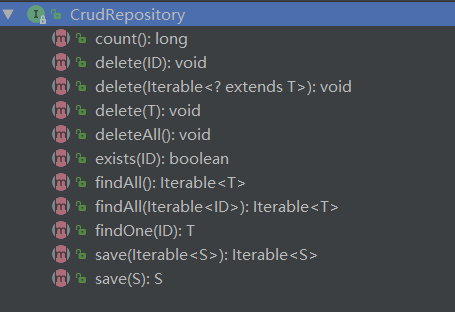 CrudRepository
count(): long
delete(ID): void
delete(Iterable<? extends T>): void
delete(T): void
deleteAll(): void
exists(ID): boolean
findAll(): Iterable<T>
findAll(Iterable<ID>): Iterable<T>
findOne(ID): T
save(Iterable<S>): Iterable<S>
save(S): S